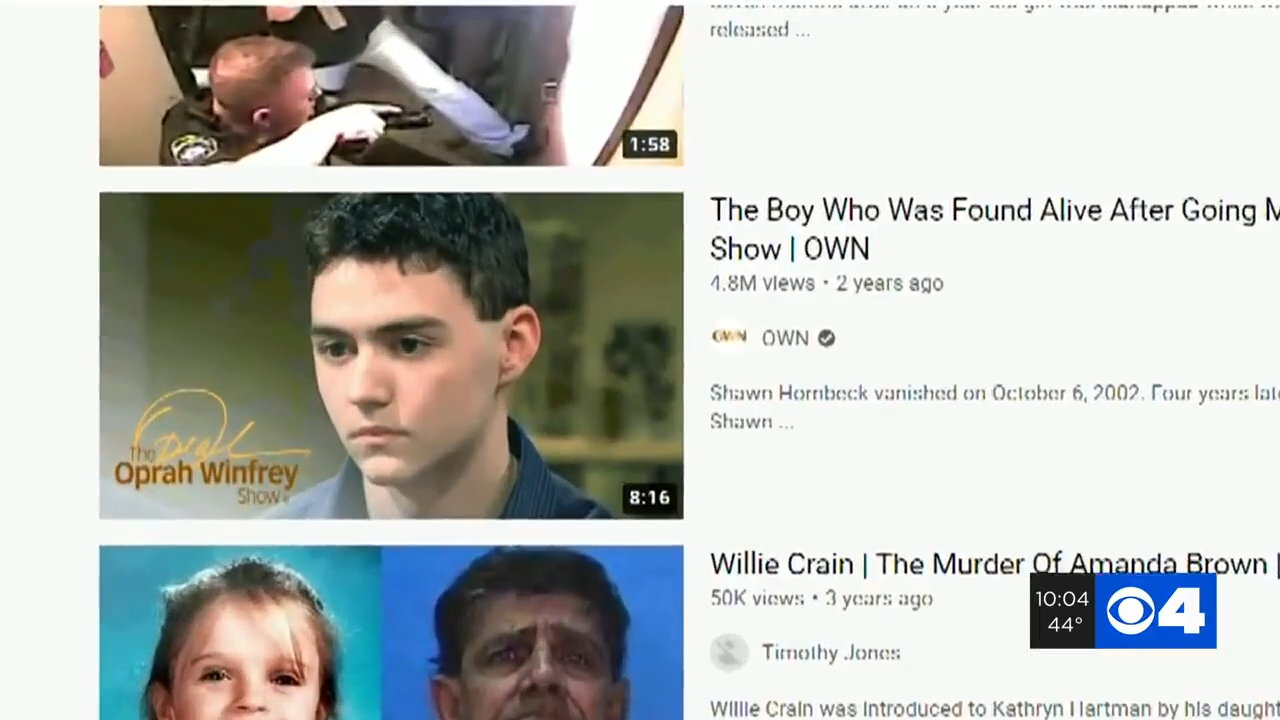 released ...
1:58
The Boy Who Was Found Alive After Going M
Show | OWN
4.8M views • 2 years ago
OWN
OWN
Shawn Hornbeck vanished on October 6, 2002. Four years late
Shawn ...
The
Oprah Winfrey
Show
8:16
Willie Crain | The Murder Of Amanda Brown |
50K views • 3 years ago
10:04
44°
4
Timothy Jones
Willie Crain was introduced to Kathryn Hartman by his daught